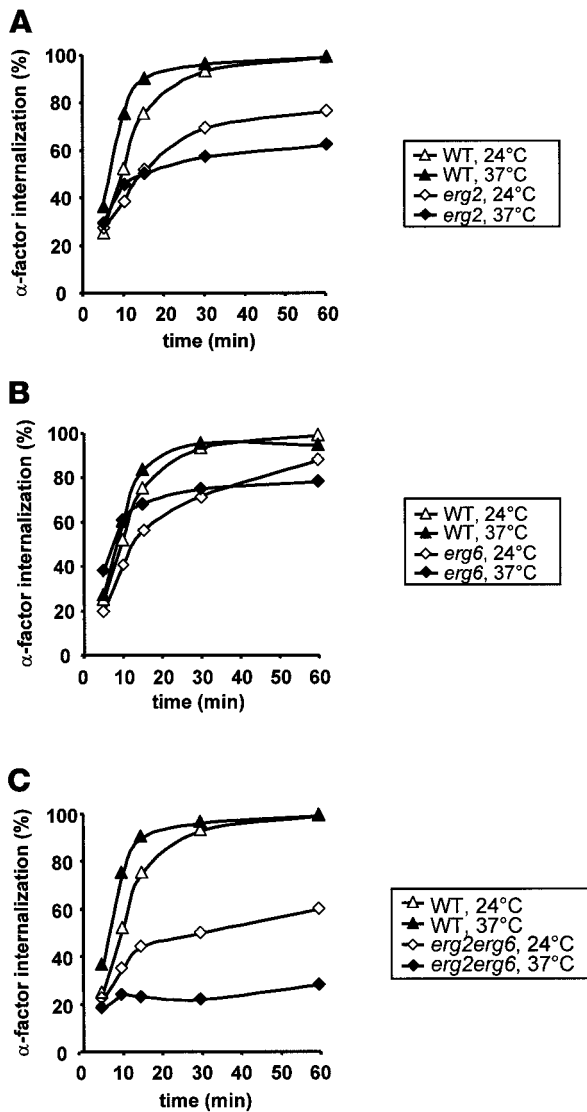 A
α-factor internalization (%)
100
80
60
40
20
0
0 10 20 30 40 50 60
time (min)
WT, 24°C
WT, 37°C
erg2, 24°C
erg2, 37°C
B
α-factor internalization (%)
100
80
60
40
20
0
0 10 20 30 40 50 60
time (min)
WT, 24°C
WT, 37°C
erg6, 24°C
erg6, 37°C
C
α-factor internalization (%)
100
80
60
40
20
0
0 10 20 30 40 50 60
time (min)
WT, 24°C
WT, 37°C
erg2erg6, 24°C
erg2erg6, 37°C